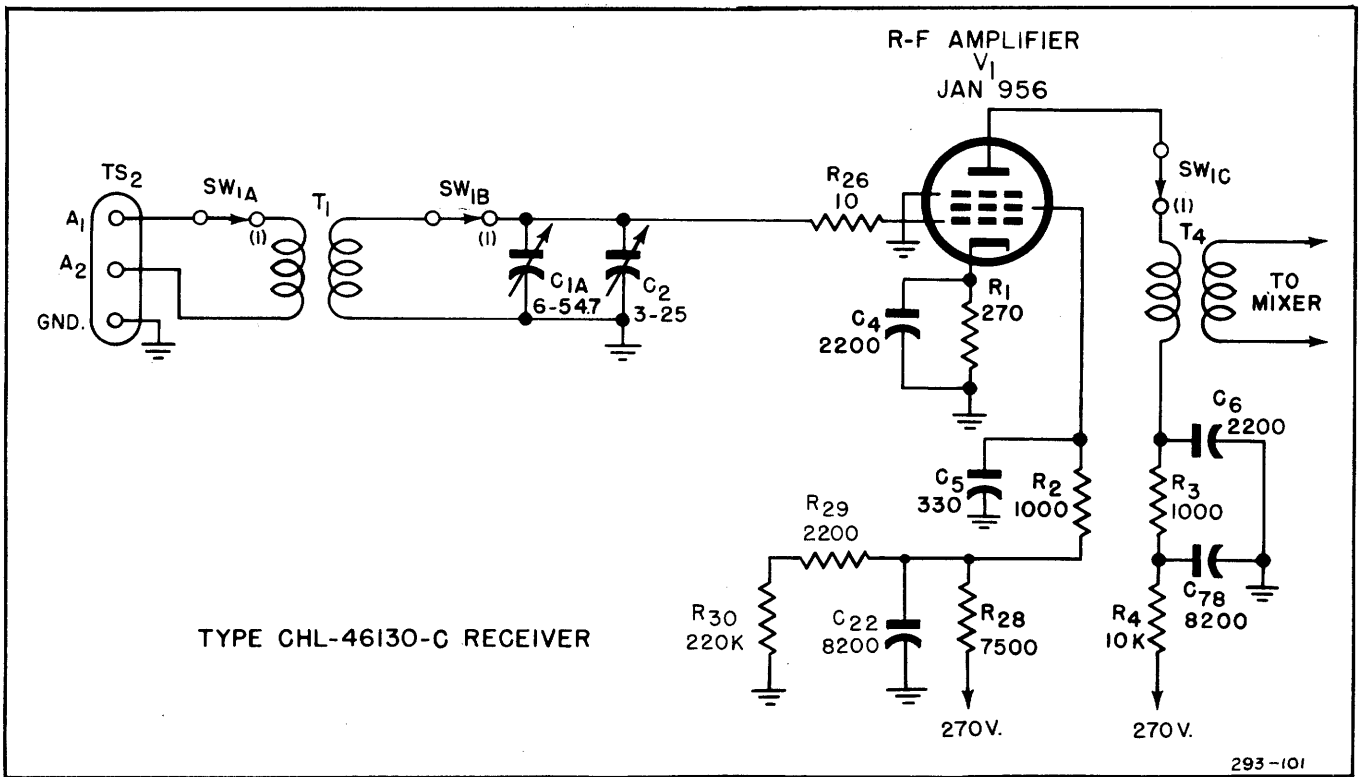 R-F AMPLIFIER
V1
JAN 956
TS2
A1
A2
GND.
SW1A
(1)
T1
SW1B
(1)
C1A
6-547
C2
3-25
R26
10
C4
2200
R1
270
SW1C
(1)
T4
TO
MIXER
C6
2200
C5
330
R2
1000
R3
1000
R29
2200
C78
8200
R30
220K
C22
8200
R28
7500
R4
10K
270V.
270V.
TYPE CHL-46130-C RECEIVER
293-101